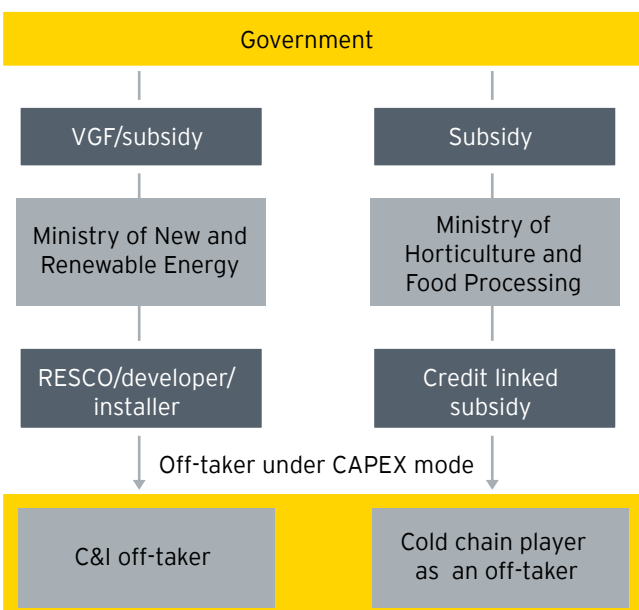 Government
VGF/subsidy
Subsidy
Ministry of New and
Renewable Energy
Ministry of
Horticulture and
Food Processing
RESCO/developer/
installer
Credit linked
subsidy
Off-taker under CAPEX mode
C&I off-taker
Cold chain player
as an off-taker